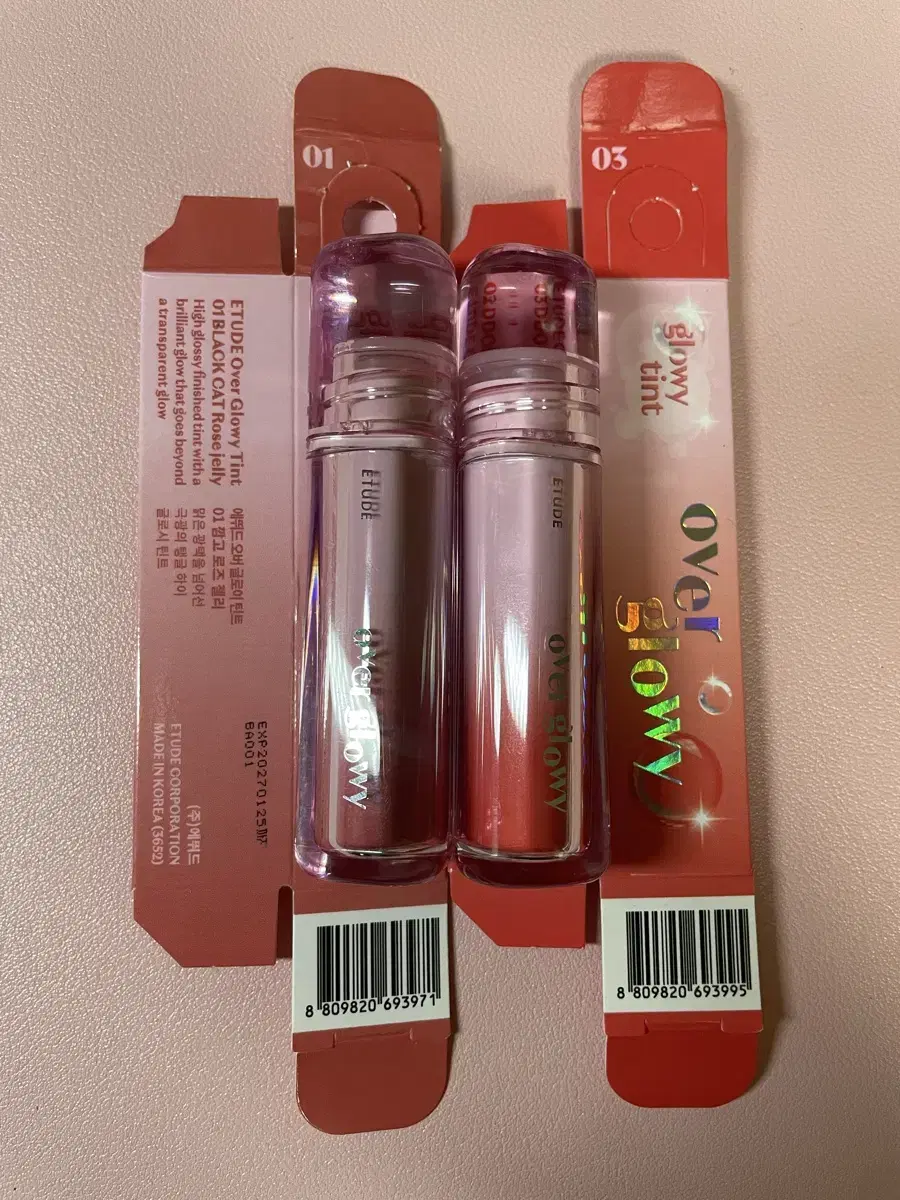 01
ETUDE Over Glowy Tint
01 BLACK CAT Rose jelly
High glossy finished tint with a
brilliant glow that goes beyond
a transparent glow
에뛰드 오버 글로이 틴트
01 깜고 로즈 젤리
맑은 광택을 넘어선
극광의 탱글 하이
글로시 틴트
EXP20270125까지
BA001
(주)에뛰드
ETUDE CORPORATION
MADE IN KOREA (3652)
8 809820 693971
ETUDE
over glowy
ETUDE
over glowy
03
glowy
tint
over
glowy
8 809820 693995